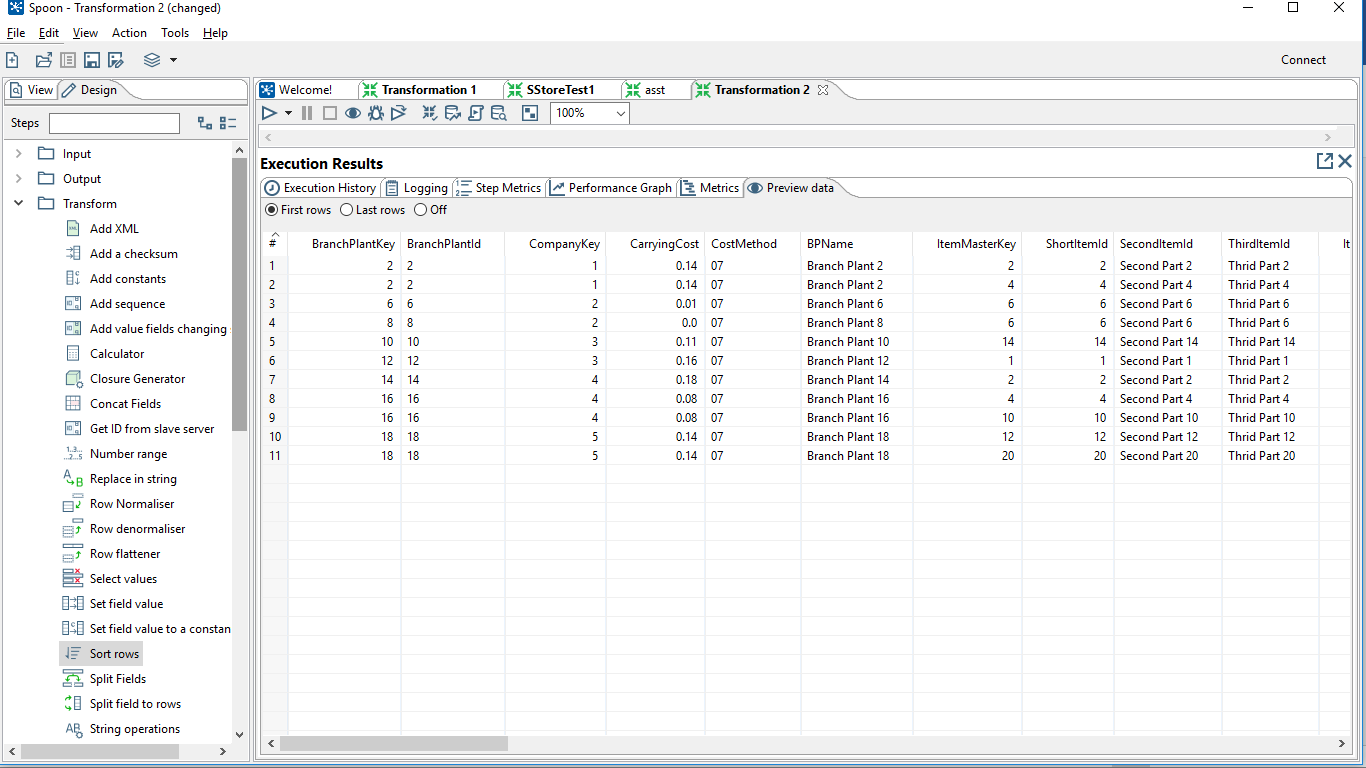 Spoon - Transformation 2 (changed)
File Edit View Action Tools Help
Connect
View Design
Steps
Input
Output
Transform
Add XML
Add a checksum
Add constants
Add sequence
Add value fields changing
Calculator
Closure Generator
Concat Fields
Get ID from slave server
Number range
Replace in string
Row Normaliser
Row denormaliser
Row flattener
Select values
Set field value
Set field value to a constan
Sort rows
Split Fields
Split field to rows
String operations
Welcome! Transformation 1 SStoreTest1 asst Transformation 2
100%
Execution Results
Execution History Logging Step Metrics Performance Graph Metrics Preview data
First rows Last rows Off
# BranchPlantKey BranchPlantId CompanyKey CarryingCost CostMethod BPName ItemMasterKey ShortItemId SecondItemId ThirdItemId It
1 2 2 1 0.14 07 Branch Plant 2 2 2 Second Part 2 Thrid Part 2
2 2 2 1 0.14 07 Branch Plant 2 4 4 Second Part 4 Thrid Part 4
3 6 6 2 0.01 07 Branch Plant 6 6 6 Second Part 6 Thrid Part 6
4 8 8 2 0.0 07 Branch Plant 8 6 6 Second Part 6 Thrid Part 6
5 10 10 3 0.11 07 Branch Plant 10 14 14 Second Part 14 Thrid Part 14
6 12 12 3 0.16 07 Branch Plant 12 1 1 Second Part 1 Thrid Part 1
7 14 14 4 0.18 07 Branch Plant 14 2 2 Second Part 2 Thrid Part 2
8 16 16 4 0.08 07 Branch Plant 16 4 4 Second Part 4 Thrid Part 4
9 16 16 4 0.08 07 Branch Plant 16 10 10 Second Part 10 Thrid Part 10
10 18 18 5 0.14 07 Branch Plant 18 12 12 Second Part 12 Thrid Part 12
11 18 18 5 0.14 07 Branch Plant 18 20 20 Second Part 20 Thrid Part 20